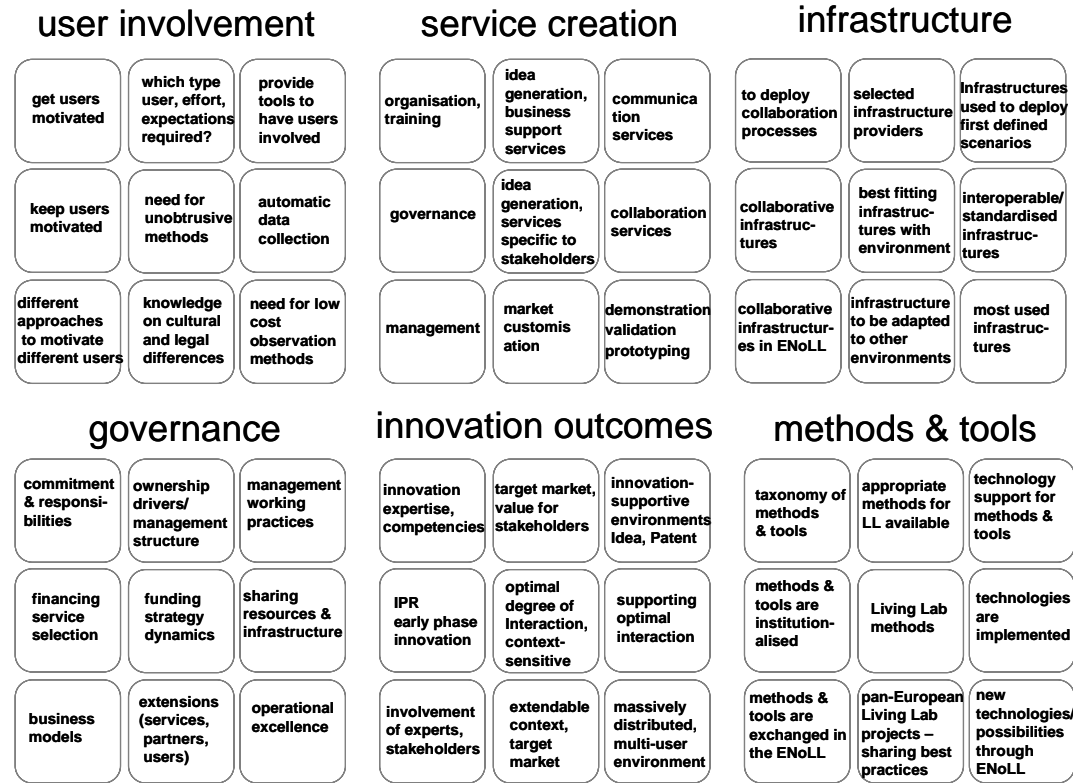 user involvement
get users
motivated
which type
user, effort,
expectations
required?
provide
tools to
have users
involved
keep users
motivated
need for
unobtrusive
methods
automatic
data
collection
different
approaches
to motivate
different users
knowledge
on cultural
and legal
differences
need for low
cost
observation
methods
service creation
organisation,
training
idea
generation,
business
support
services
communica
tion
services
governance
idea
generation,
services
specific to
stakeholders
collaboration
services
management
market
customis
ation
demonstration
validation
prototyping
infrastructure
to deploy
collaboration
processes
selected
infrastructure
providers
Infrastructures
used to deploy
first defined
scenarios
collaborative
infrastruc-
tures
best fitting
infrastruc-
tures with
environment
interoperable/
standardised
infrastruc-
tures
collaborative
infrastructur-
es in ENoLL
infrastructure
to be adapted
to other
environments
most used
infrastruc-
tures
governance
commitment
& responsi-
bilities
ownership
drivers/
management
structure
management
working
practices
financing
service
selection
funding
strategy
dynamics
sharing
resources &
infrastructure
business
models
extensions
(services,
partners,
users)
operational
excellence
innovation outcomes
innovation
expertise,
competencies
target market,
value for
stakeholders
innovation-
supportive
environments
Idea, Patent
IPR
early phase
innovation
optimal
degree of
Interaction,
context-
sensitive
supporting
optimal
interaction
involvement
of experts,
stakeholders
extendable
context,
target
market
massively
distributed,
multi-user
environment
methods & tools
taxonomy of
methods
& tools
appropriate
methods for
LL available
technology
support for
methods &
tools
methods &
tools are
institution-
alised
Living Lab
methods
technologies
are
implemented
methods &
tools are
exchanged in
the ENoLL
pan-European
Living Lab
projects –
sharing best
practices
new
technologies/
possibilities
through
ENoLL